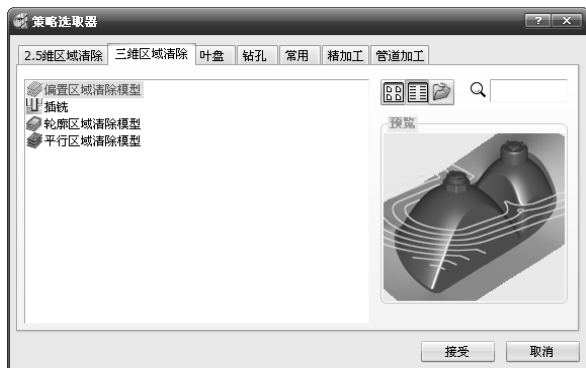 策略选取器
2.5维区域清除 三维区域清除 叶盘 钻孔 常用 精加工 管道加工
偏置区域清除模型
插铣
轮廓区域清除模型
平行区域清除模型
预览
接受 取消